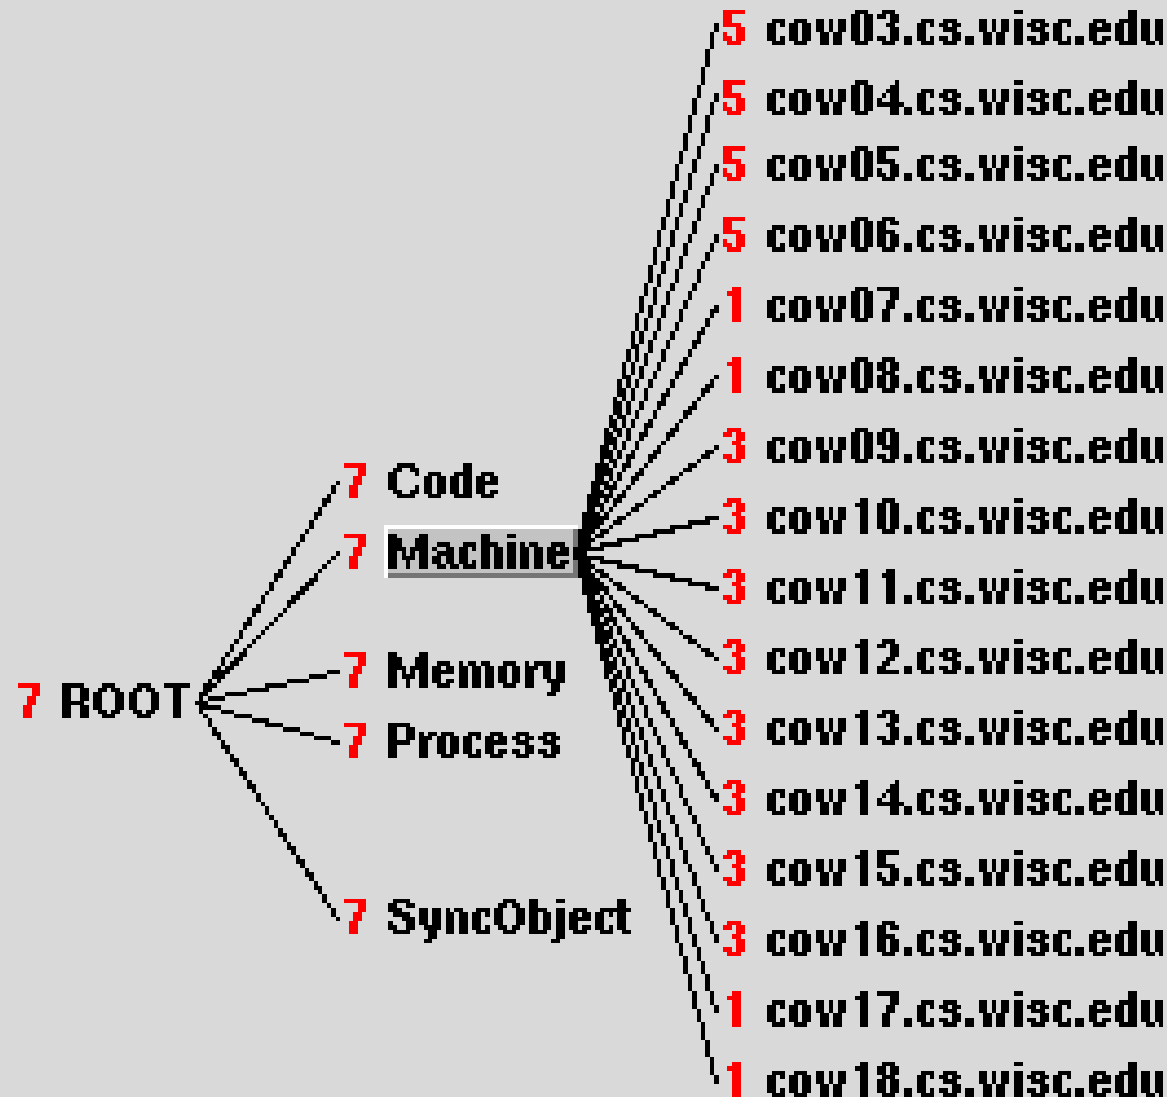 5 cow03.cs.wisc.edu
5 cow04.cs.wisc.edu
5 cow05.cs.wisc.edu
5 cow06.cs.wisc.edu
1 cow07.cs.wisc.edu
1 cow08.cs.wisc.edu
3 cow09.cs.wisc.edu
7 Code
3 cow10.cs.wisc.edu
7 Machine
3 cow11.cs.wisc.edu
3 cow12.cs.wisc.edu
7 Memory
7 ROOT
3 cow13.cs.wisc.edu
7 Process
3 cow14.cs.wisc.edu
3 cow15.cs.wisc.edu
7 SyncObject
3 cow16.cs.wisc.edu
1 cow17.cs.wisc.edu
1 cow18.cs.wisc.edu